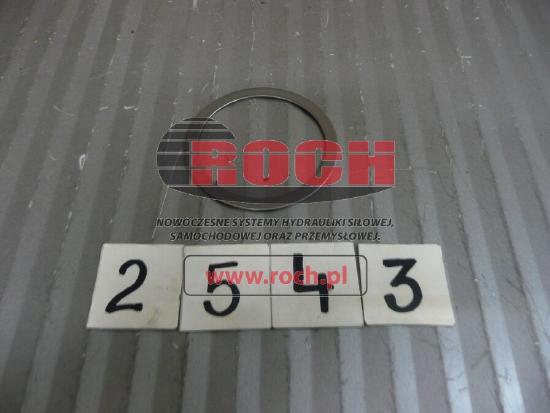 ROCH
NOWOCZESNE SYSTEMY HYDRAULIKI SIŁOWEJ,
SAMOCHODOWEJ ORAZ PRZEMYSŁOWEJ.
www.roch.pl
2 5 4 3